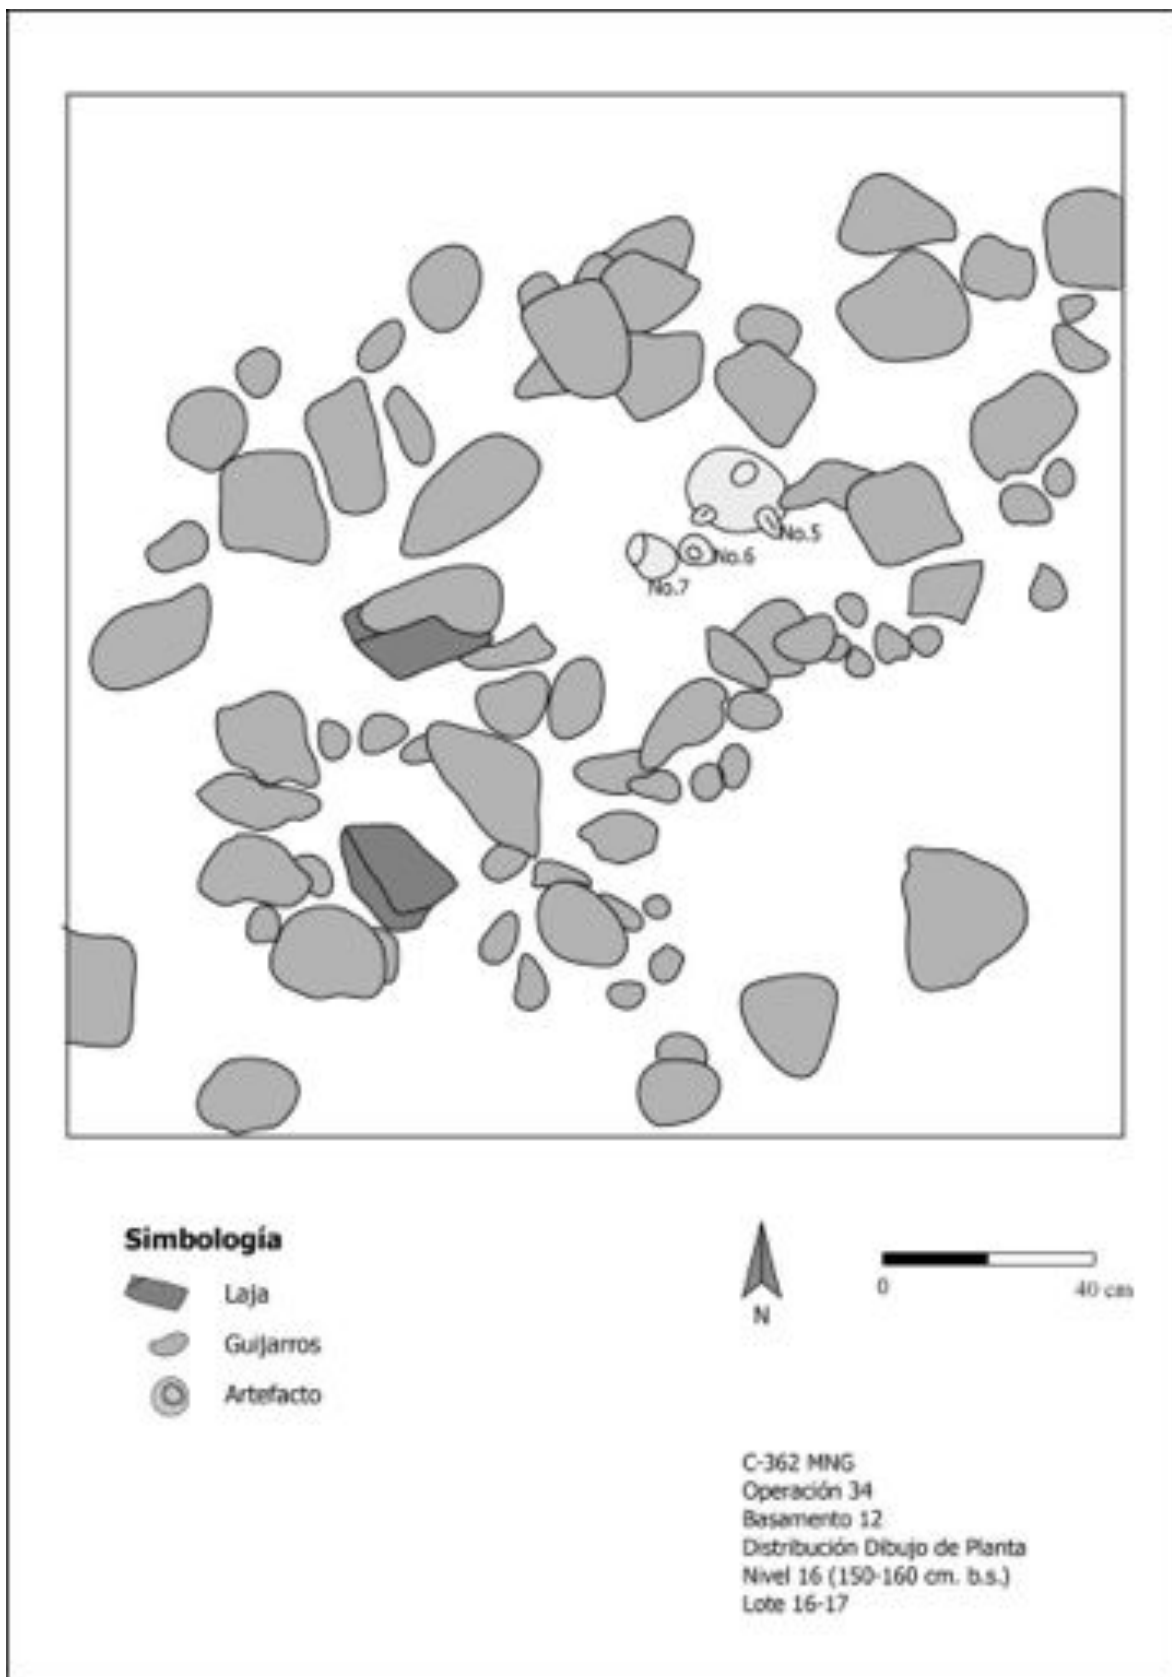 No.5
No.6
No.7
Simbología
Laja
Guijarros
Artefacto
N
0 40 cm
C-362 MNG
Operación 34
Basamento 12
Distribución Dibujo de Planta
Nivel 16 (150-160 cm. b.s.)
Lote 16-17